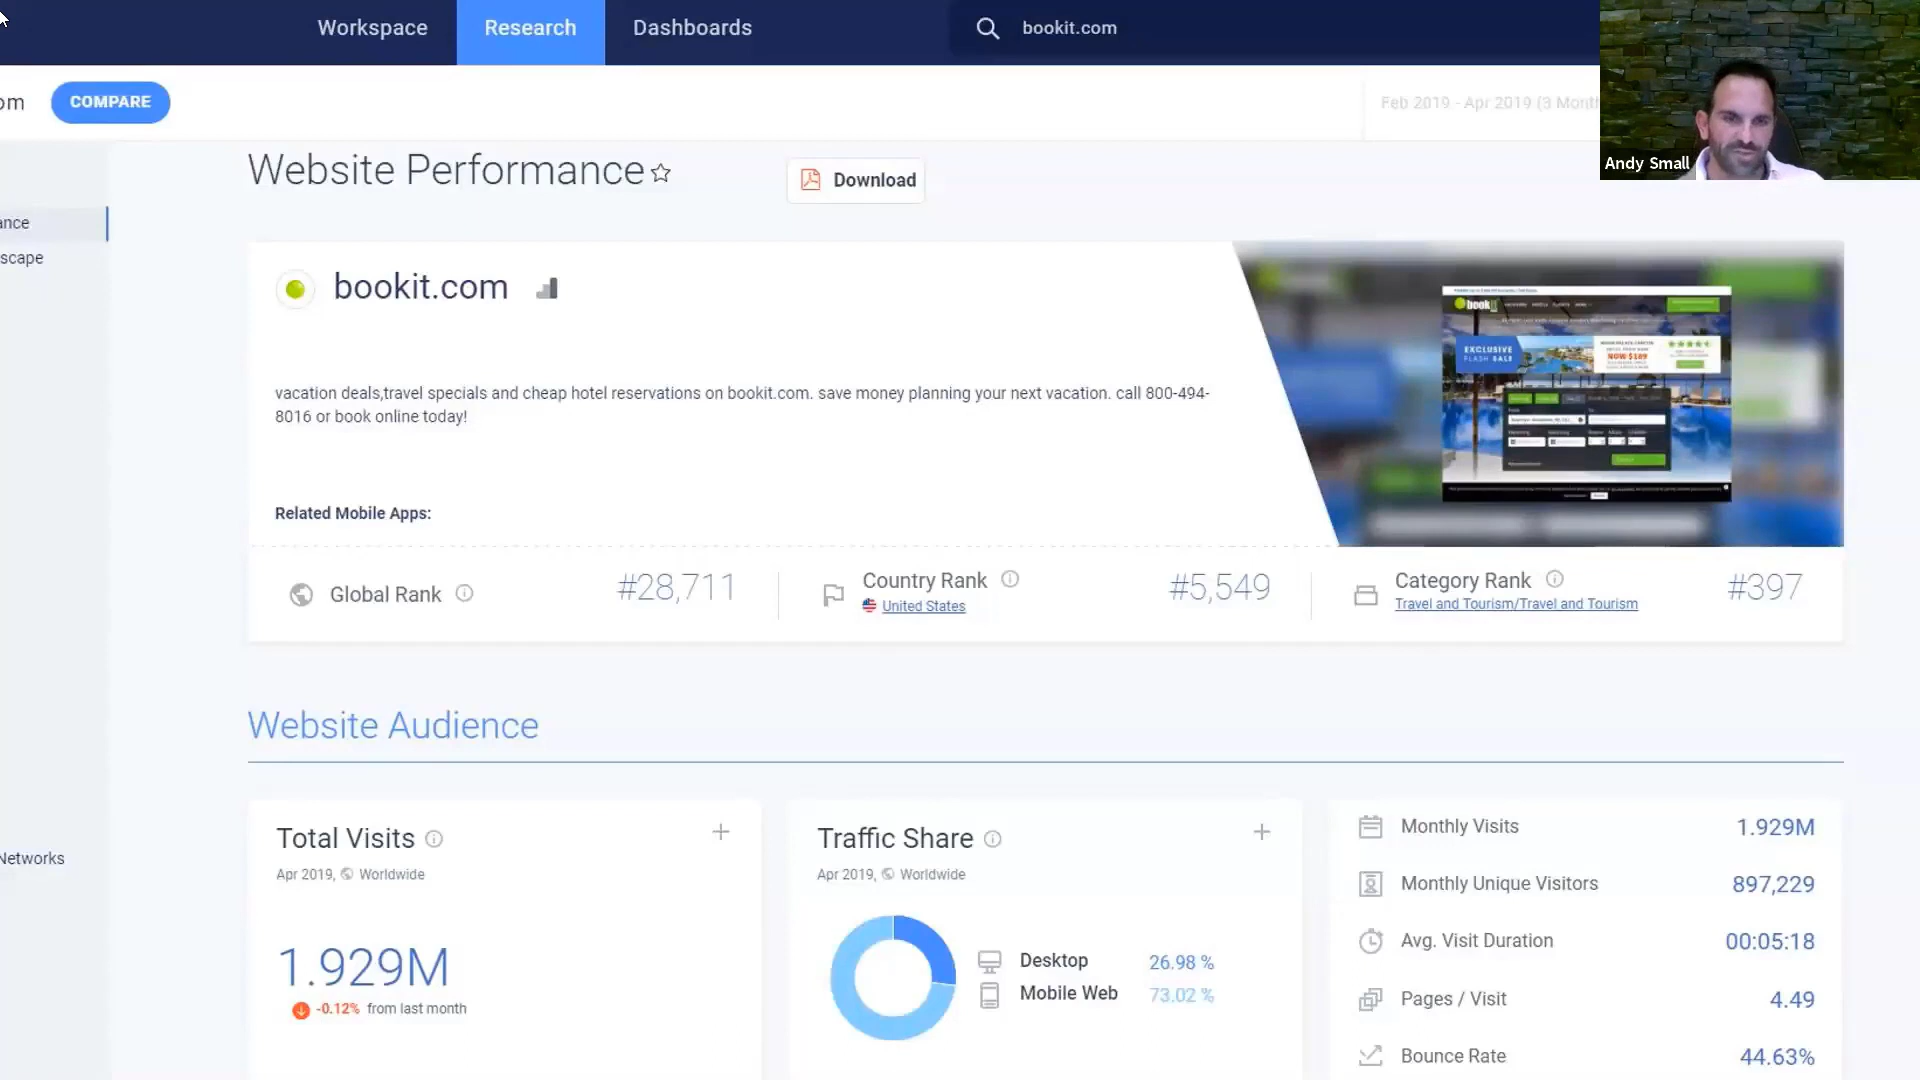 Workspace Research Dashboards bookit.com
om COMPARE Feb 2019 - Apr 2019 (3 Mont
Andy Small
Website Performance Download
ance
scape
bookit.com
vacation deals,travel specials and cheap hotel reservations on bookit.com. save money planning your next vacation. call 800-494-
8016 or book online today!
book
EXCLUSIVE
FLASH SALE
NOW $189
Related Mobile Apps:
Global Rank #28,711
Country Rank #5,549
United States
Category Rank #397
Travel and Tourism/Travel and Tourism
Website Audience
Networks
Total Visits
Apr 2019, Worldwide
1.929M
-0.12% from last month
Traffic Share
Apr 2019, Worldwide
Desktop 26.98 %
Mobile Web 73.02 %
Monthly Visits 1.929M
Monthly Unique Visitors 897,229
Avg. Visit Duration 00:05:18
Pages / Visit 4.49
Bounce Rate 44.63%